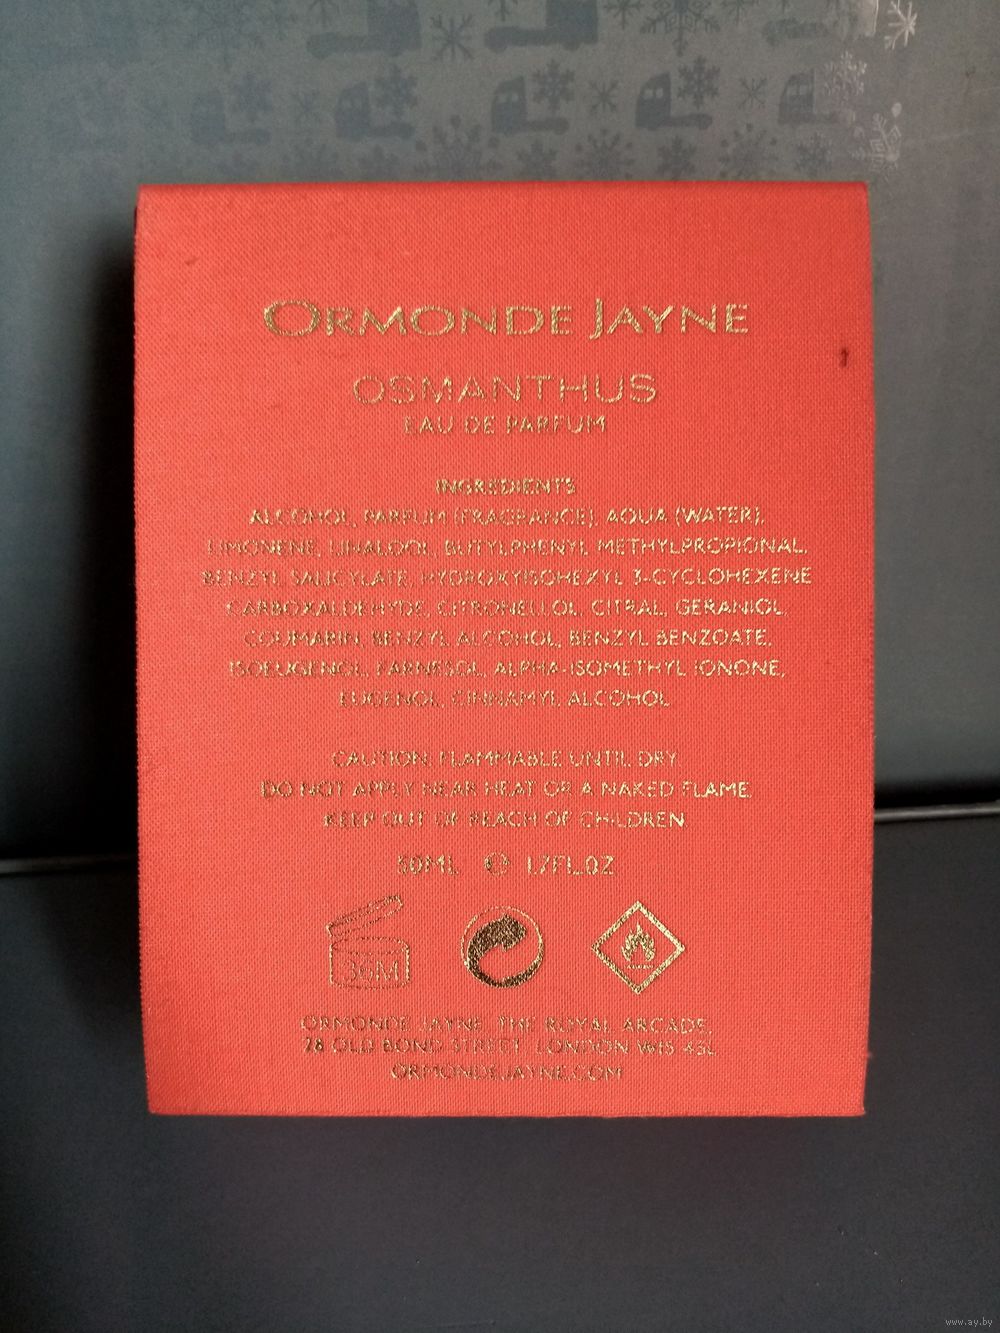 ORMONDE JAYNE
OSMANTHUS
EAU DE PARFUM
INGREDIENTS
ALCOHOL, PARFUM (FRAGRANCE), AQUA (WATER),
LIMONENE, LINALOOL, BUTYLPHENYL METHYLPROPIONAL,
BENZYL SALICYLATE, HYDROXYISOHEXYL 3-CYCLOHEXENE
CARBOXALDEHYDE, CITRONELLOL, CITRAL, GERANIOL,
COUMARIN, BENZYL ALCOHOL, BENZYL BENZOATE,
ISOEUGENOL, FARNESOL, ALPHA-ISOMETHYL IONONE,
EUGENOL, CINNAMYL ALCOHOL
CAUTION: FLAMMABLE UNTIL DRY
DO NOT APPLY NEAR HEAT OR A NAKED FLAME.
KEEP OUT OF REACH OF CHILDREN.
50ML ℮ 1.7FL.OZ
36M
ORMONDE JAYNE, THE ROYAL ARCADE,
28 OLD BOND STREET, LONDON W1S 4SL
ORMONDEJAYNE.COM
www.ay.by